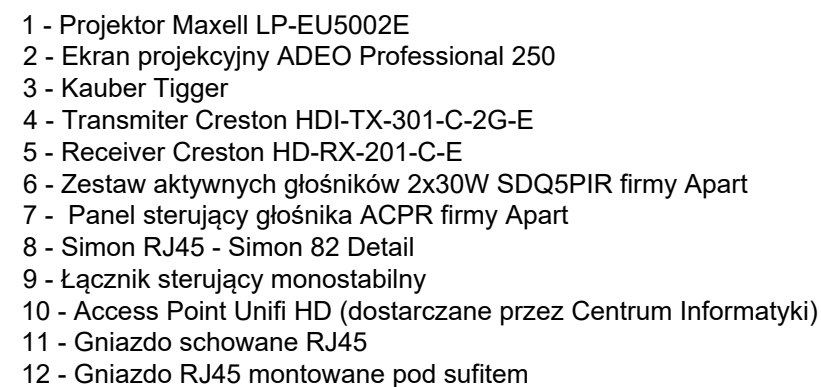 1 - Projektor Maxell LP-EU5002E
2 - Ekran projekcyjny ADEO Professional 250
3 - Kauber Tigger
4 - Transmiter Creston HDI-TX-301-C-2G-E
5 - Receiver Creston HD-RX-201-C-E
6 - Zestaw aktywnych głośników 2x30W SDQ5PIR firmy Apart
7 -  Panel sterujący głośnika ACPR firmy Apart
8 - Simon RJ45 - Simon 82 Detail
9 - Łącznik sterujący monostabilny
10 - Access Point Unifi HD (dostarczane przez Centrum Informatyki)
11 - Gniazdo schowane RJ45
12 - Gniazdo RJ45 montowane pod sufitem